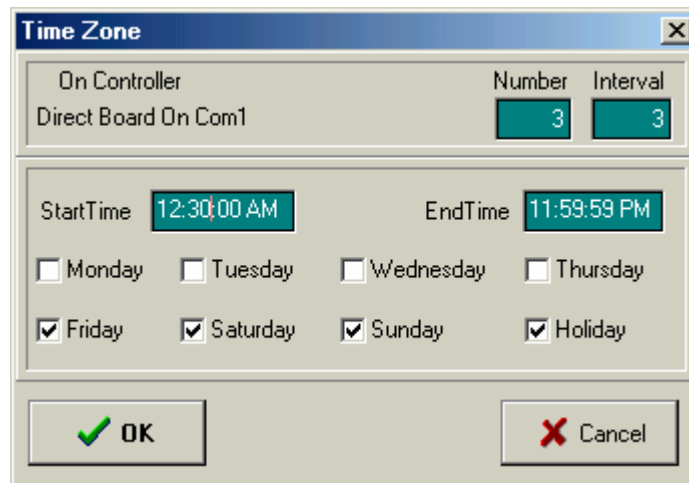 Time Zone
On Controller Number Interval
Direct Board On Com1 3 3
StartTime 12:30:00 AM EndTime 11:59:59 PM
Monday Tuesday Wednesday Thursday
Friday Saturday Sunday Holiday
OK Cancel